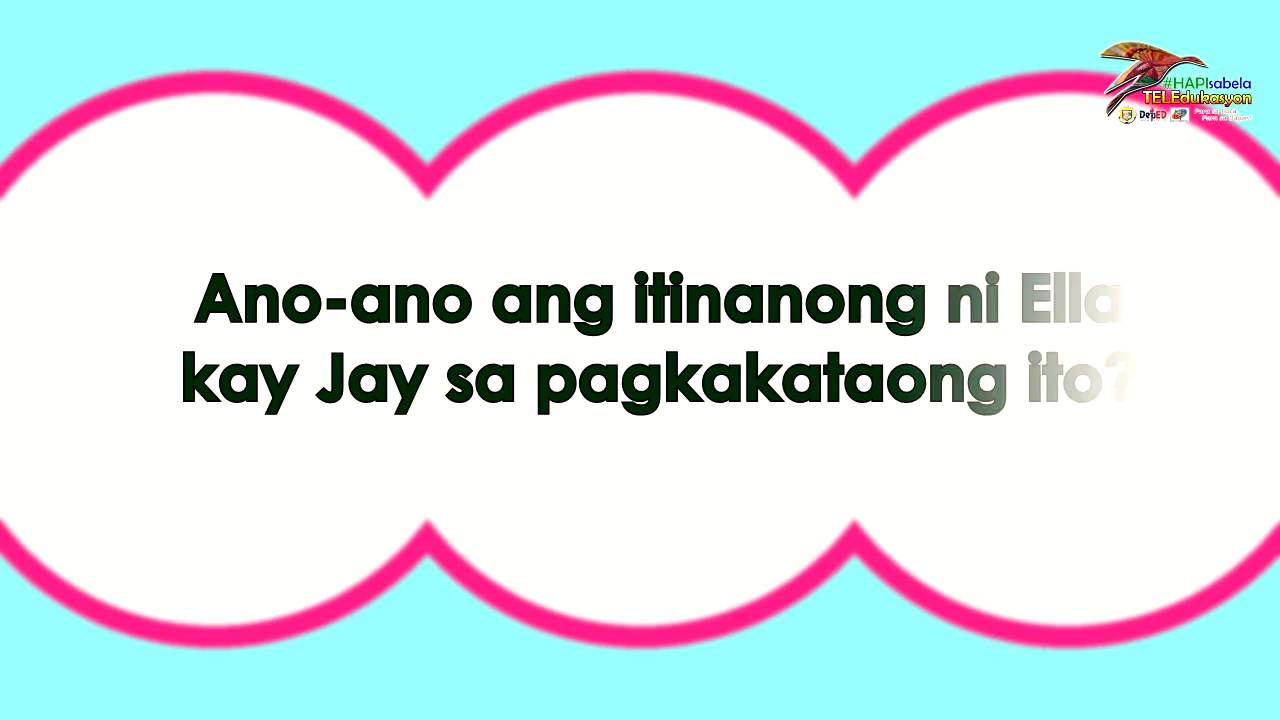 #HAPIsabela
TELEdukasyon
DepED
Ano-ano ang itinanong ni Ella
kay Jay sa pagkakataong ito?